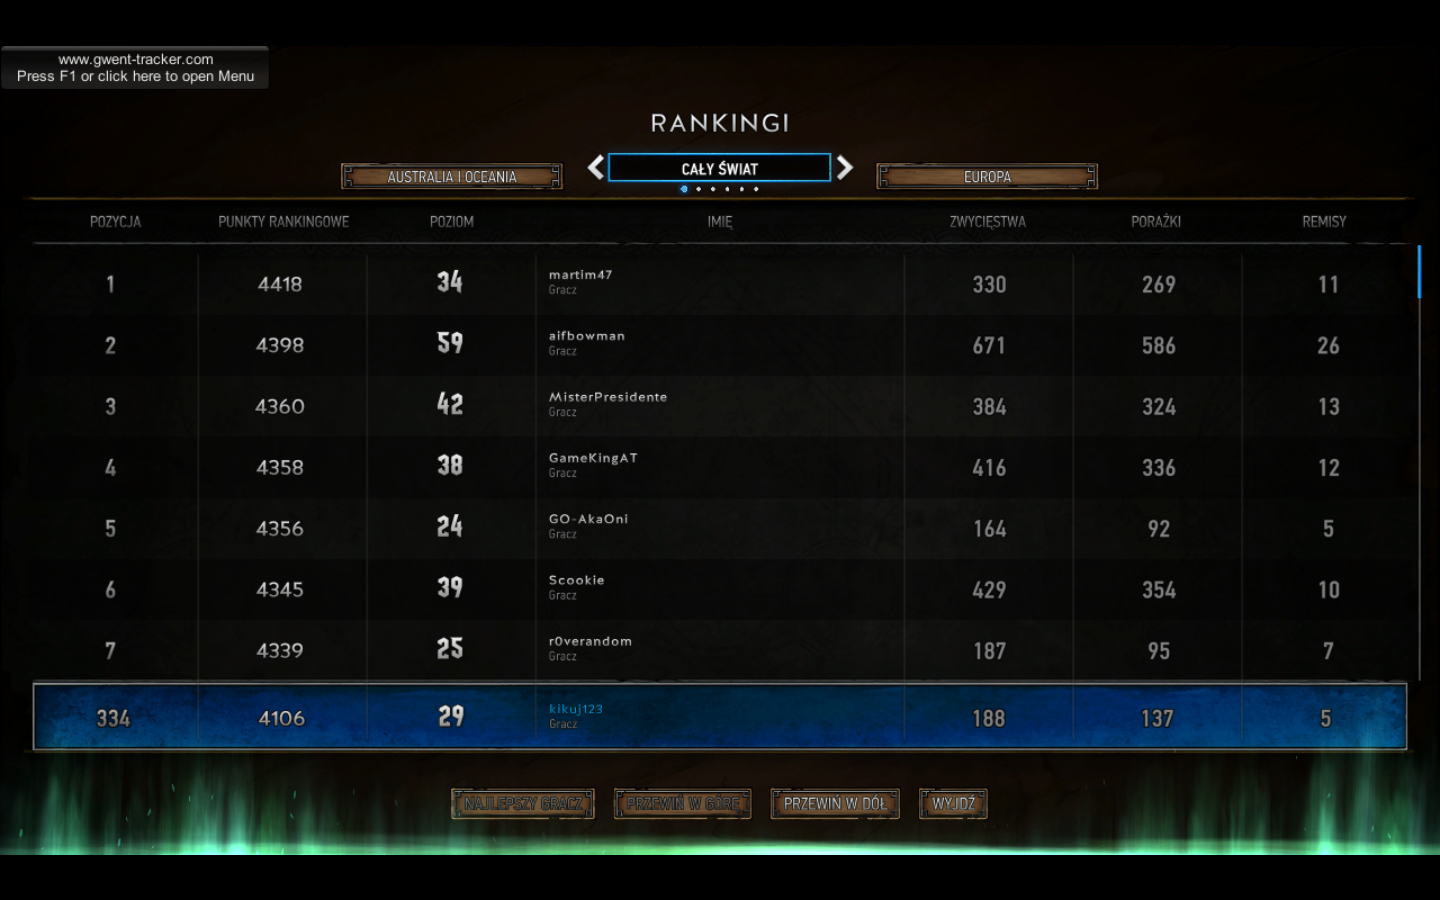 www.gwent-tracker.com
Press F1 or click here to open Menu
RANKINGI
AUSTRALIA I OCEANIA
CAŁY ŚWIAT
EUROPA
POZYCJA PUNKTY RANKINGOWE POZIOM IMIĘ ZWYCIĘSTWA PORAŻKI REMISY
1 4418 34 martim47 330 269 11
Gracz
2 4398 59 aifbowman 671 586 26
Gracz
3 4360 42 MisterPresidente 384 324 13
Gracz
4 4358 38 GameKingAT 416 336 12
Gracz
5 4356 24 GO-AkaOni 164 92 5
Gracz
6 4345 39 Scookie 429 354 10
Gracz
7 4339 25 r0verandom 187 95 7
Gracz
334 4106 29 kikuj123 188 137 5
Gracz
NAJLEPSZY GRACZ
PRZEWIŃ W GÓRĘ
PRZEWIŃ W DÓŁ
WYJDŹ